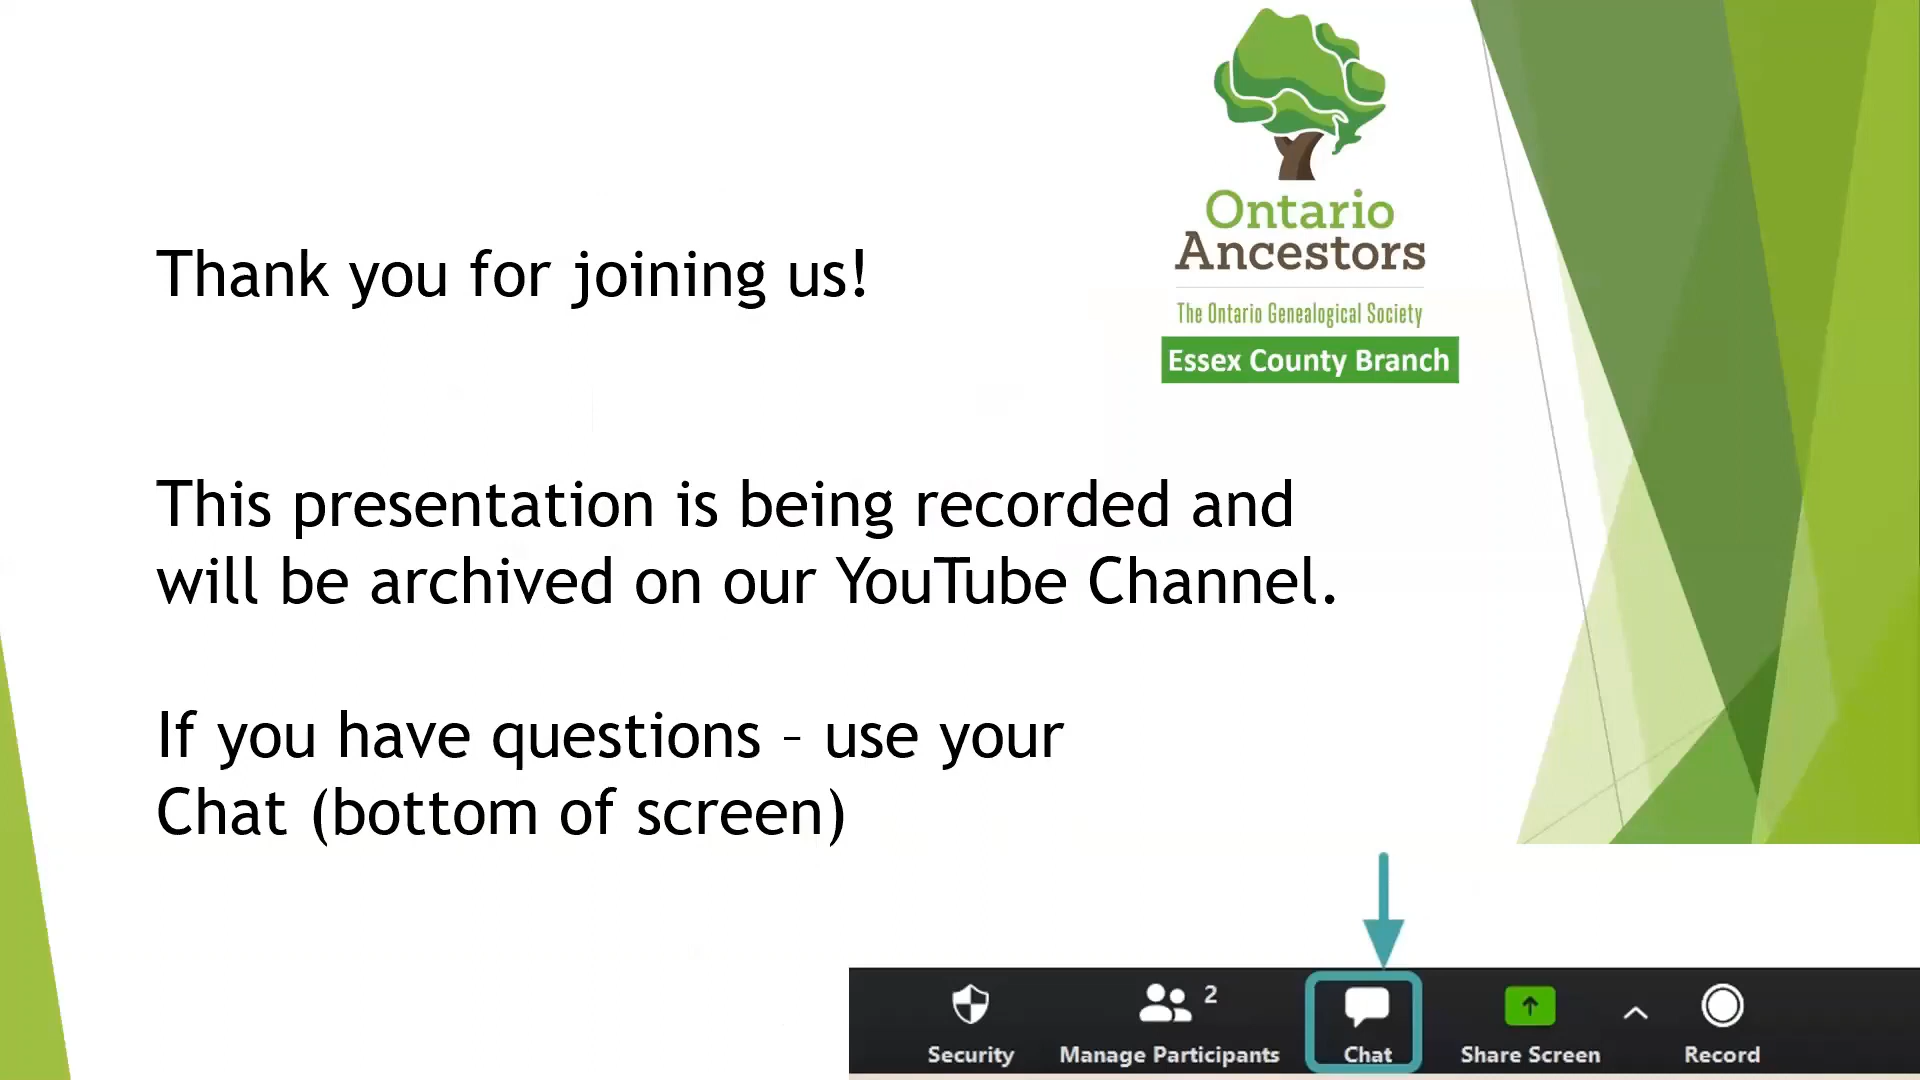 Ontario
Ancestors
The Ontario Genealogical Society
Essex County Branch
Thank you for joining us!
This presentation is being recorded and
will be archived on our YouTube Channel.
If you have questions – use your
Chat (bottom of screen)
2
Security
Manage Participants
Chat
Share Screen
Record